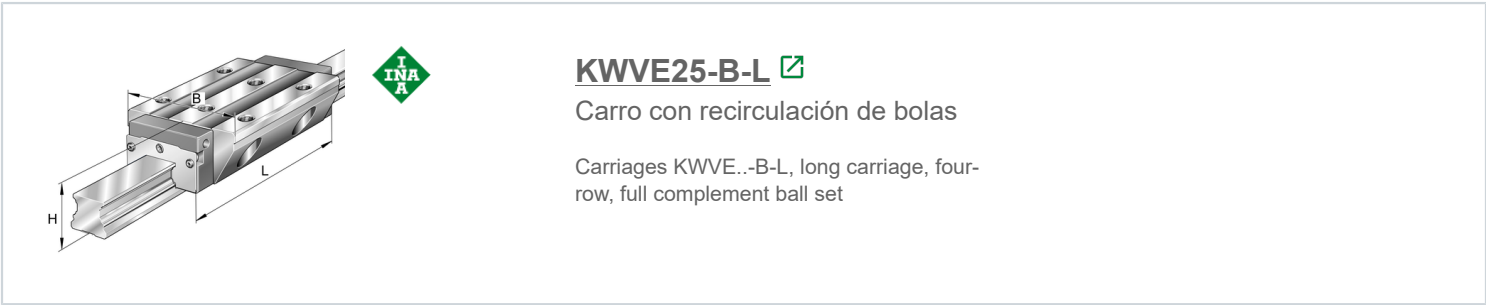 B
L
H
I
INA
A
KWVE25-B-L
Carro con recirculación de bolas
Carriages KWVE..-B-L, long carriage, four-
row, full complement ball set